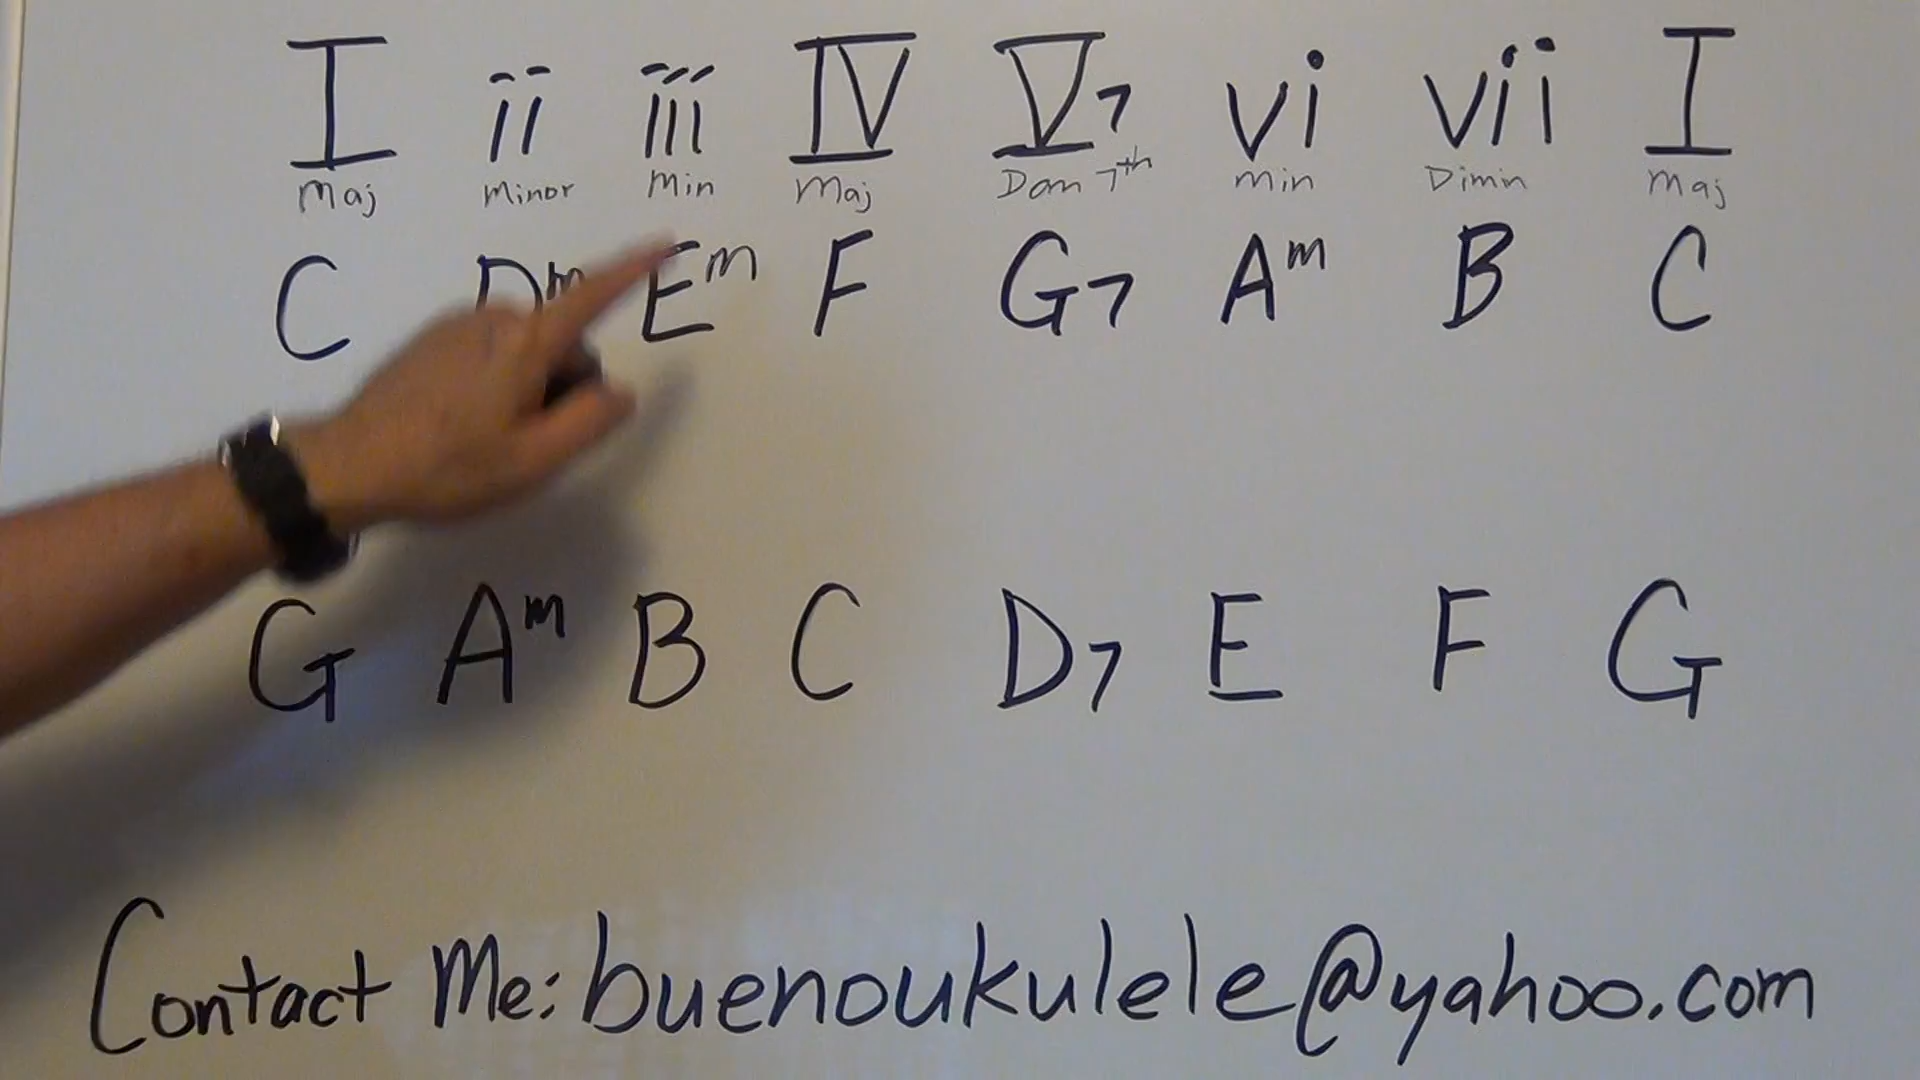 I ii iii IV V7 vi vii I
Maj Minor Min Maj Dom 7th Min Dimin Maj
C Dm Em F G7 Am B C
G Am B C D7 E F G
Contact Me: buenoukulele@yahoo.com